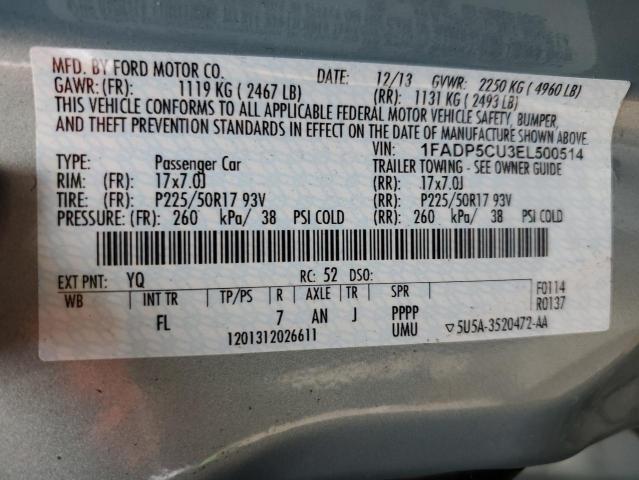 MFD. BY FORD MOTOR CO. DATE: 12/13 GVWR: 2250 KG ( 4960 LB)
GAWR: (FR): 1119 KG ( 2467 LB) (RR): 1131 KG ( 2493 LB)
THIS VEHICLE CONFORMS TO ALL APPLICABLE FEDERAL MOTOR VEHICLE SAFETY, BUMPER,
AND THEFT PREVENTION STANDARDS IN EFFECT ON THE DATE OF MANUFACTURE SHOWN ABOVE.
VIN: 1FADP5CU3EL500514
TYPE: Passenger Car TRAILER TOWING - SEE OWNER GUIDE
RIM: (FR): 17x7.0J (RR): 17x7.0J
TIRE: (FR): P225/50R17 93V (RR): P225/50R17 93V
PRESSURE: (FR): 260 kPa/ 38 PSI COLD (RR): 260 kPa/ 38 PSI COLD
EXT PNT: YQ RC: 52 DSO:
WB INT TR TP/PS R AXLE TR SPR F0114
R0137
FL 7 AN J PPPP
UMU
1201312026611 ▽ 5U5A-3520472-AA